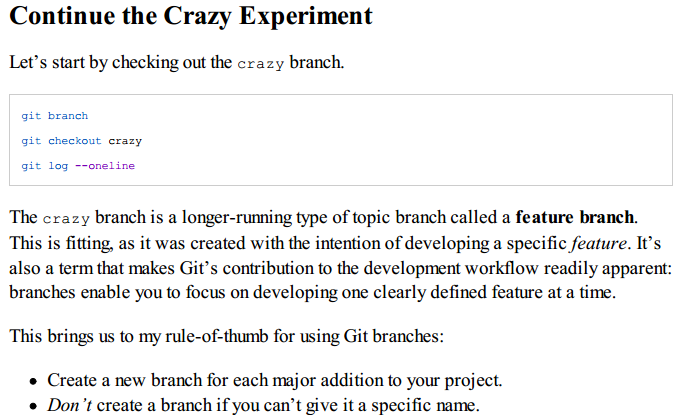 Continue the Crazy Experiment
Let’s start by checking out the crazy branch.
git branch
git checkout crazy
git log --oneline
The crazy branch is a longer-running type of topic branch called a feature branch.
This is fitting, as it was created with the intention of developing a specific feature. It’s
also a term that makes Git’s contribution to the development workflow readily apparent:
branches enable you to focus on developing one clearly defined feature at a time.
This brings us to my rule-of-thumb for using Git branches:
• Create a new branch for each major addition to your project.
• Don’t create a branch if you can’t give it a specific name.